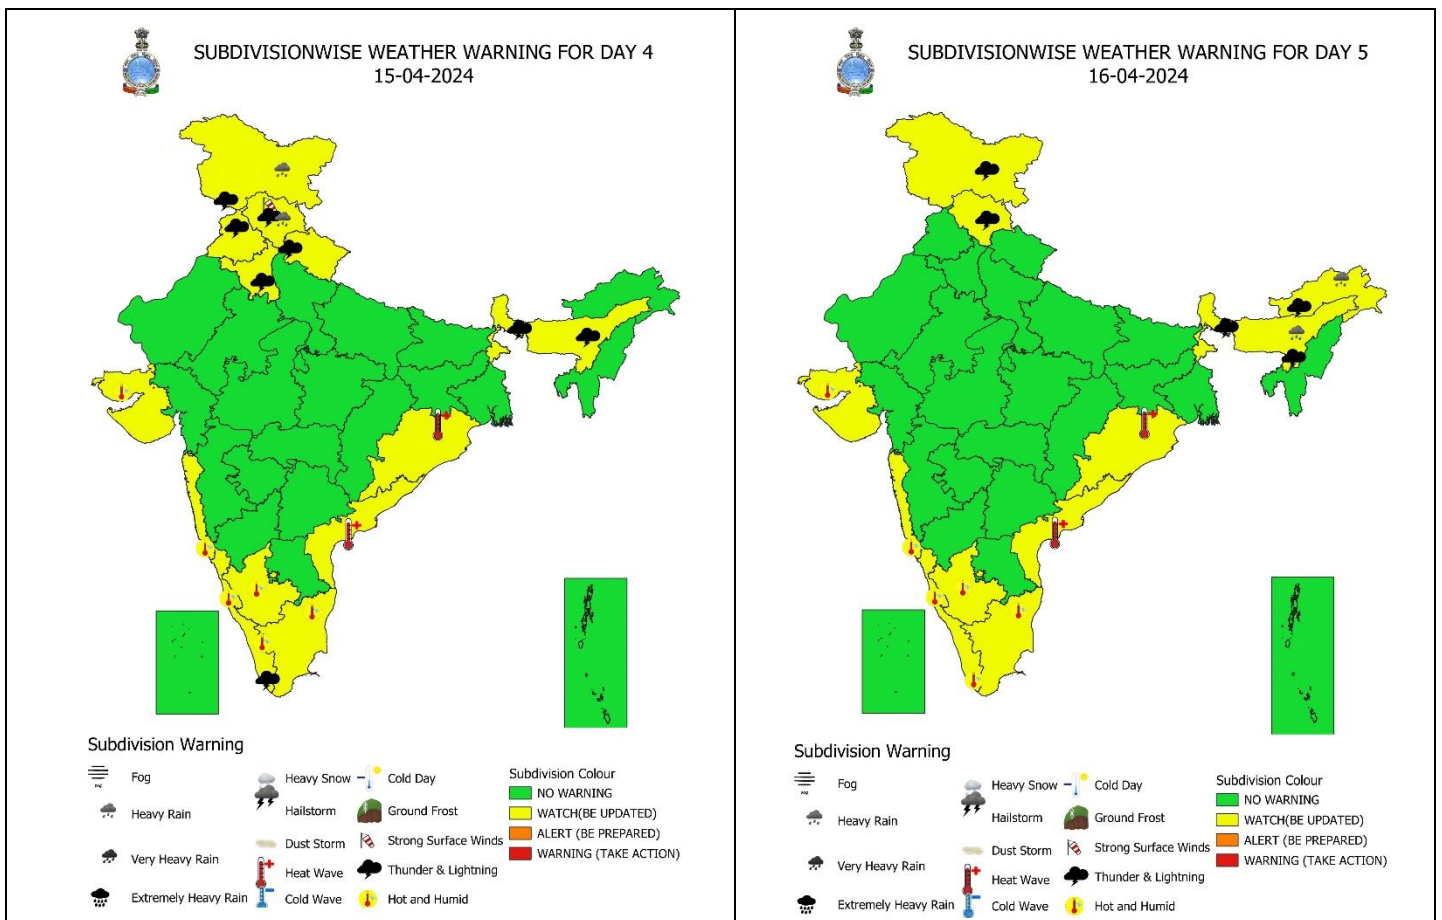 SUBDIVISIONWISE WEATHER WARNING FOR DAY 4
15-04-2024
Subdivision Warning
Fog
Heavy Rain
Very Heavy Rain
Extremely Heavy Rain
Heavy Snow
Hailstorm
Dust Storm
Heat Wave
Cold Wave
Cold Day
Ground Frost
Strong Surface Winds
Thunder & Lightning
Hot and Humid
Subdivision Colour
NO WARNING
WATCH(BE UPDATED)
ALERT (BE PREPARED)
WARNING (TAKE ACTION)
SUBDIVISIONWISE WEATHER WARNING FOR DAY 5
16-04-2024
Subdivision Warning
Fog
Heavy Rain
Very Heavy Rain
Extremely Heavy Rain
Heavy Snow
Hailstorm
Dust Storm
Heat Wave
Cold Wave
Cold Day
Ground Frost
Strong Surface Winds
Thunder & Lightning
Hot and Humid
Subdivision Colour
NO WARNING
WATCH(BE UPDATED)
ALERT (BE PREPARED)
WARNING (TAKE ACTION)